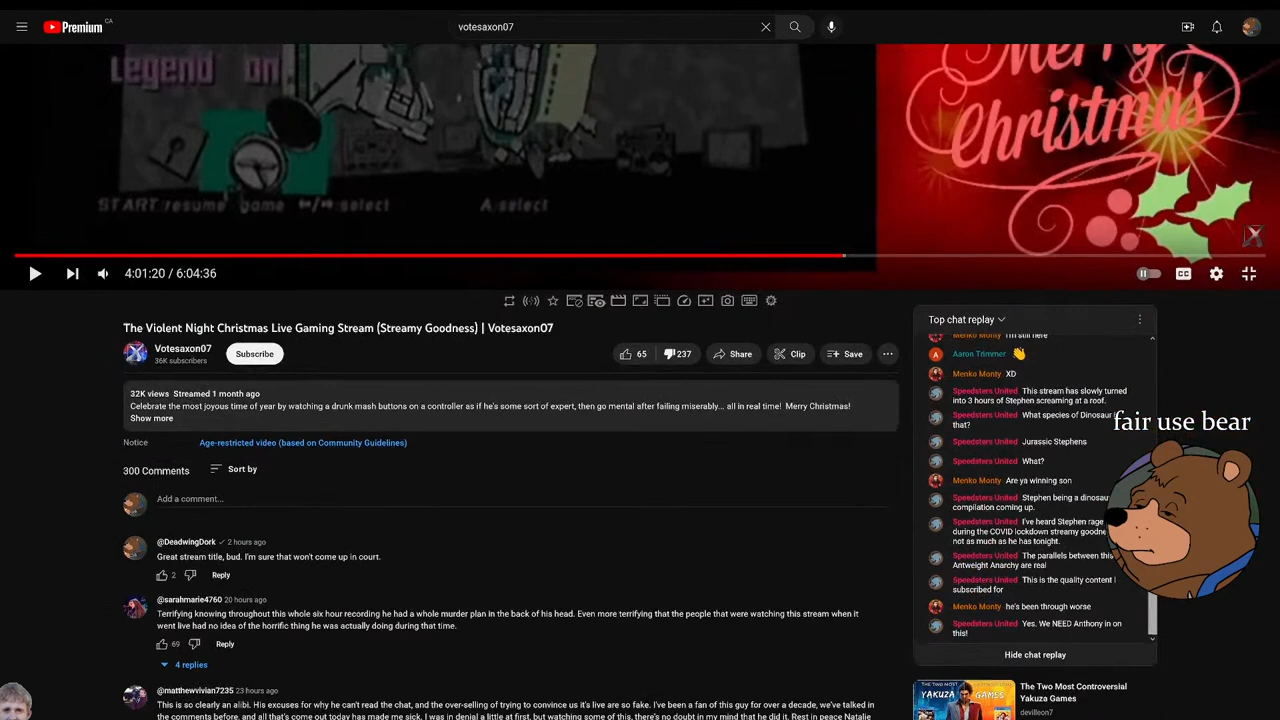 Premium CA
votesaxon07
Legend on
START:resume game ←/→:select A select
Merry
Christmas
4:01:20 / 6:04:36
CC
The Violent Night Christmas Live Gaming Stream (Streamy Goodness) | Votesaxon07
Votesaxon07
36K subscribers
Subscribe
65
237
Share
Clip
Save
32K views Streamed 1 month ago
Celebrate the most joyous time of year by watching a drunk mash buttons on a controller as if he's some sort of expert, then go mental after failing miserably... all in real time! Merry Christmas!
Show more
Notice
Age-restricted video (based on Community Guidelines)
300 Comments
Sort by
Add a comment...
@DeadwingDork 2 hours ago
Great stream title, bud. I'm sure that won't come up in court.
2
Reply
@sarahmarie4760 20 hours ago
Terrifying knowing throughout this whole six hour recording he had a whole murder plan in the back of his head. Even more terrifying that the people that were watching this stream when it
went live had no idea of the horrific thing he was actually doing during that time.
69
Reply
4 replies
@matthewvivian7235 23 hours ago
This is so clearly an alibi. His excuses for why he can't read the chat, and the over-selling of trying to convince us it's live are so fake. I've been a fan of this guy for over a decade, we've talked in
the comments before, and all that's come out today has made me sick. I was in denial a little at first, but watching some of this, there's no doubt in my mind that he did it. Rest in peace Natalie
Top chat replay
Menko Monty I'm still here
A Aaron Trimmer 👋
Menko Monty XD
Speedsters United This stream has slowly turned
into 3 hours of Stephen screaming at a roof.
Speedsters United What species of Dinosaur i
that?
Speedsters United Jurassic Stephens
Speedsters United What?
Menko Monty Are ya winning son
Speedsters United Stephen being a dinosau
compilation coming up.
Speedsters United I've heard Stephen rage
during the COVID lockdown streamy goodne
not as much as he has tonight.
Speedsters United The parallels between this
Antweight Anarchy are real
Speedsters United This is the quality content I
subscribed for
Menko Monty he's been through worse
Speedsters United Yes. We NEED Anthony in on
this!
Hide chat replay
fair use bear
THE TWO MOST
YAKUZA GAMES
The Two Most Controversial
Yakuza Games
devilleon7